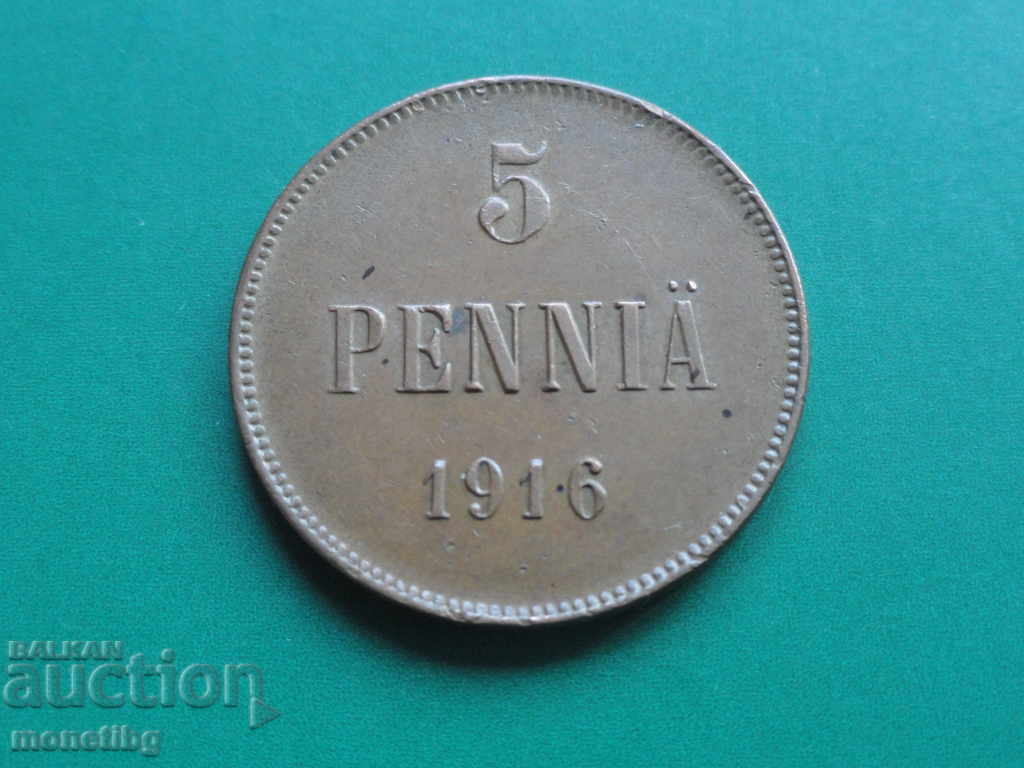 5
PENNIÄ
1916
BALKAN
auction
monetibg